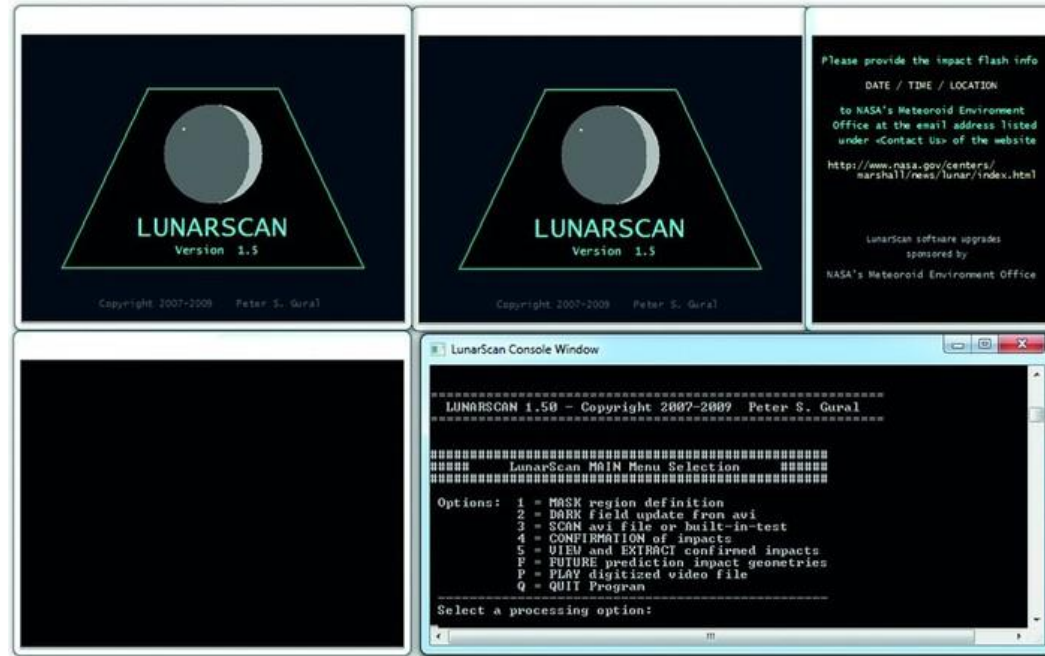 LUNARSCAN
Version 1.5
Copyright 2007-2009 Peter S. Gural
LUNARSCAN
Version 1.5
Copyright 2007-2009 Peter S. Gural
Please provide the impact flash info
DATE / TIME / LOCATION
to NASA's Meteoroid Environment
Office at the email address listed
under <Contact Us> of the website
http://www.nasa.gov/centers/
marshall/news/lunar/index.html
LunarScan software upgrades
sponsored by
NASA's Meteoroid Environment Office
LunarScan Console Window
==========================================================
LUNARSCAN 1.50 - Copyright 2007-2009 Peter S. Gural
==========================================================
##################################################
##### LunarScan MAIN Menu Selection ######
##################################################
Options: 1 = MASK region definition
2 = DARK field update from avi
3 = SCAN avi file or built-in-test
4 = CONFIRMATION of impacts
5 = VIEW and EXTRACT confirmed impacts
F = FUTURE prediction impact geometries
P = PLAY digitized video file
Q = QUIT Program
--------------------------------------------------
Select a processing option: